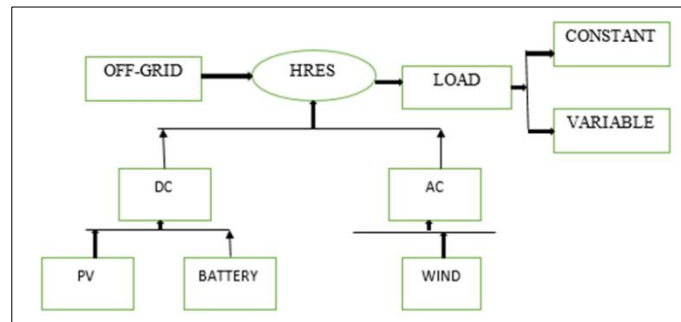 CONSTANT
OFF-GRID
HRES
LOAD
VARIABLE
DC
AC
PV
BATTERY
WIND